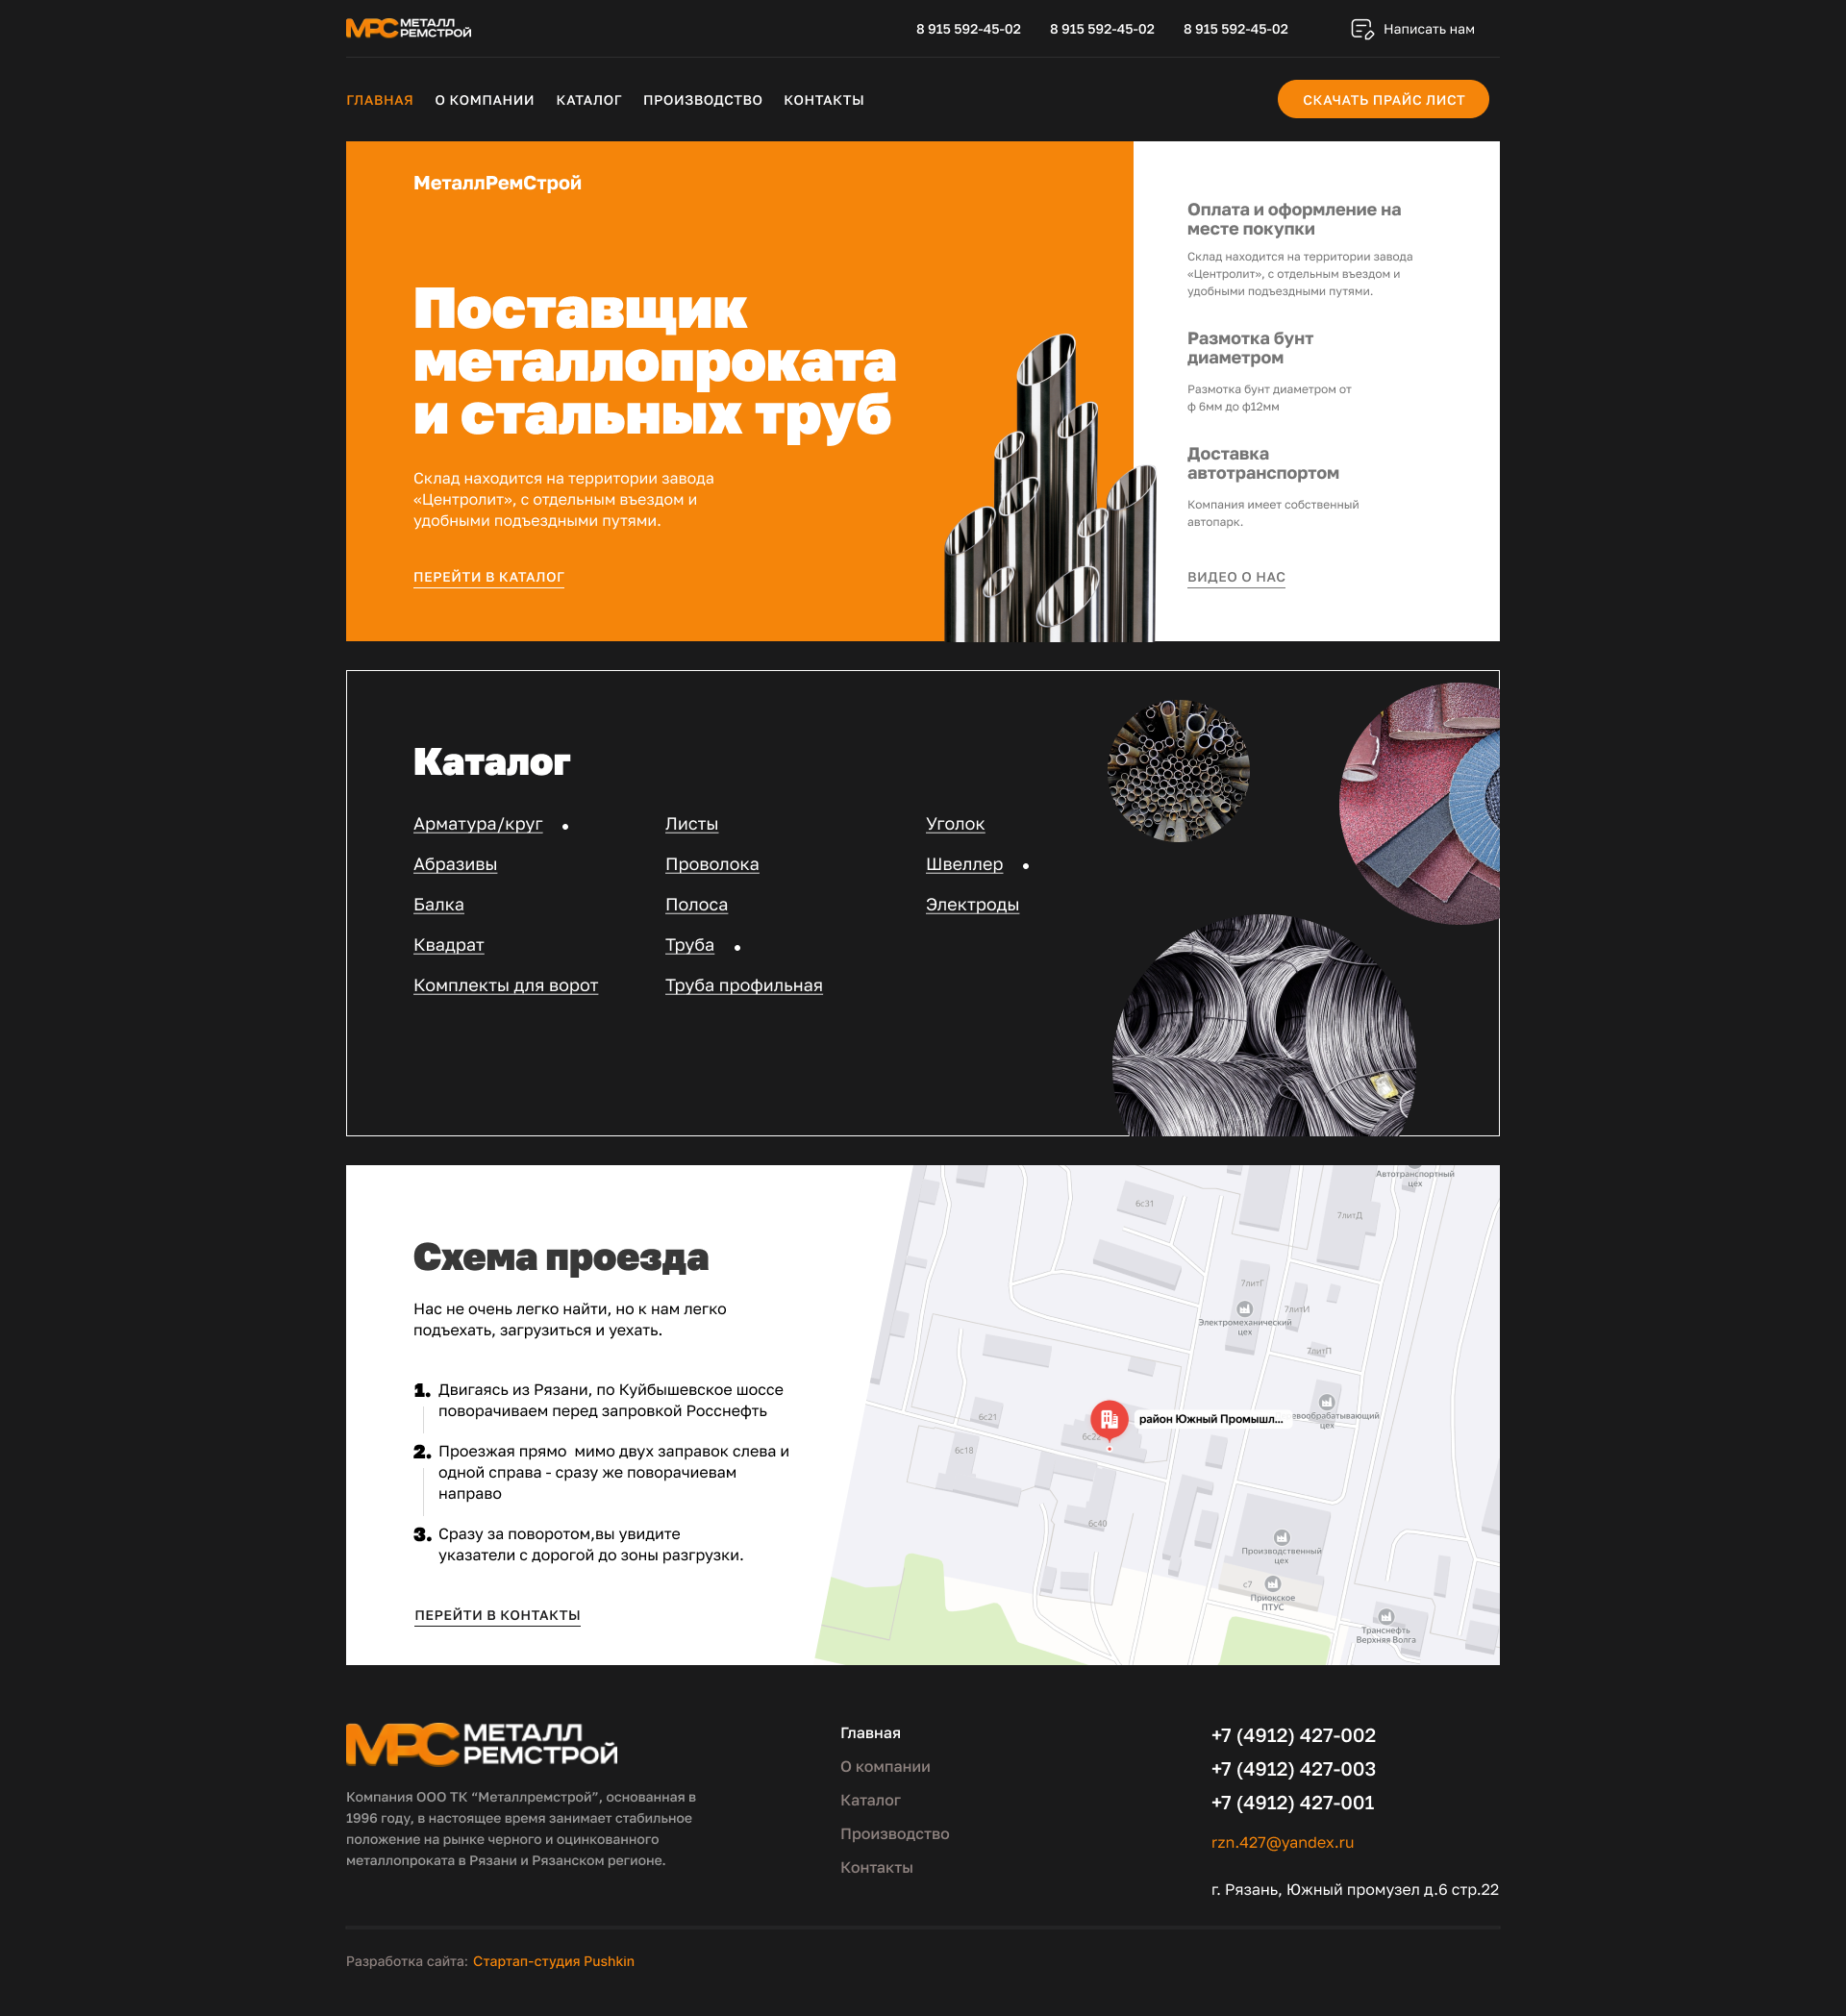 МРС МЕТАЛЛ
РЕМСТРОЙ
8 915 592-45-02 8 915 592-45-02 8 915 592-45-02 Написать нам
ГЛАВНАЯ О КОМПАНИИ КАТАЛОГ ПРОИЗВОДСТВО КОНТАКТЫ СКАЧАТЬ ПРАЙС ЛИСТ
МеталлРемСтрой
Поставщик
металлопроката
и стальных труб
Склад находится на территории завода
«Центролит», с отдельным въездом и
удобными подъездными путями.
ПЕРЕЙТИ В КАТАЛОГ
Оплата и оформление на
месте покупки
Склад находится на территории завода
«Центролит», с отдельным въездом и
удобными подъездными путями.
Размотка бунт
диаметром
Размотка бунт диаметром от
ф 6мм до ф12мм
Доставка
автотранспортом
Компания имеет собственный
автопарк.
ВИДЕО О НАС
Каталог
Арматура/круг
Абразивы
Балка
Квадрат
Комплекты для ворот
Листы
Проволока
Полоса
Труба
Труба профильная
Уголок
Швеллер
Электроды
Схема проезда
Нас не очень легко найти, но к нам легко
подъехать, загрузиться и уехать.
1. Двигаясь из Рязани, по Куйбышевское шоссе
поворачиваем перед запровкой Росснефть
2. Проезжая прямо  мимо двух заправок слева и
одной справа - сразу же поворачиевам
направо
3. Сразу за поворотом,вы увидите
указатели с дорогой до зоны разгрузки.
ПЕРЕЙТИ В КОНТАКТЫ
Автотранспортный
цех
6с31
7литД
7литГ
7литИ
Электромеханический
цех
7литП
евообрабатывающий
цех
район Южный Промышл...
6с21
6с22
6с18
6с40
Производственный
цех
с7
Приокское
ПТУС
Транснефть
Верхняя Волга
МРС МЕТАЛЛ
РЕМСТРОЙ
Компания ООО ТК “Металлремстрой”, основанная в
1996 году, в настоящее время занимает стабильное
положение на рынке черного и оцинкованного
металлопроката в Рязани и Рязанском регионе.
Главная
О компании
Каталог
Производство
Контакты
+7 (4912) 427-002
+7 (4912) 427-003
+7 (4912) 427-001
rzn.427@yandex.ru
г. Рязань, Южный промузел д.6 стр.22
Разработка сайта: Стартап-студия Pushkin